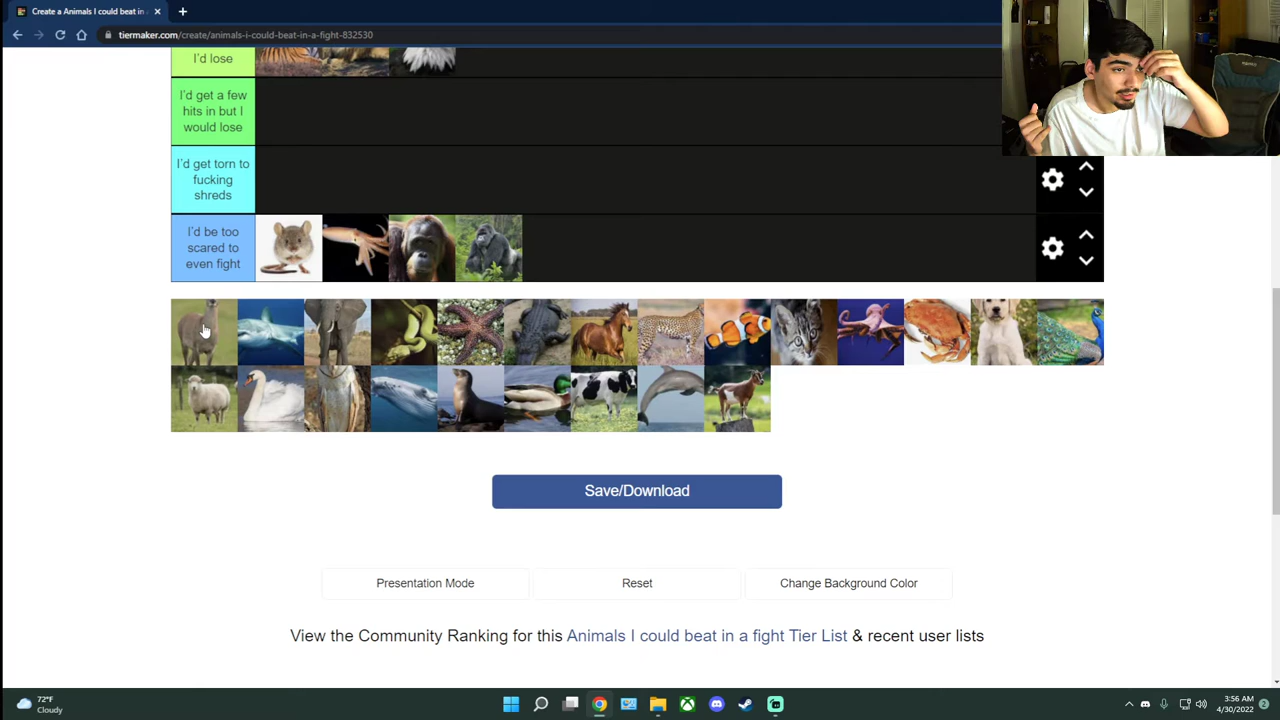 Create a Animals I could beat in a
tiermaker.com/create/animals-i-could-beat-in-a-fight-832530
I'd lose
I'd get a few
hits in but I
would lose
I'd get torn to
fucking
shreds
I'd be too
scared to
even fight
Save/Download
Presentation Mode
Reset
Change Background Color
View the Community Ranking for this Animals I could beat in a fight Tier List & recent user lists
72°F
Cloudy
3:56 AM
4/30/2022